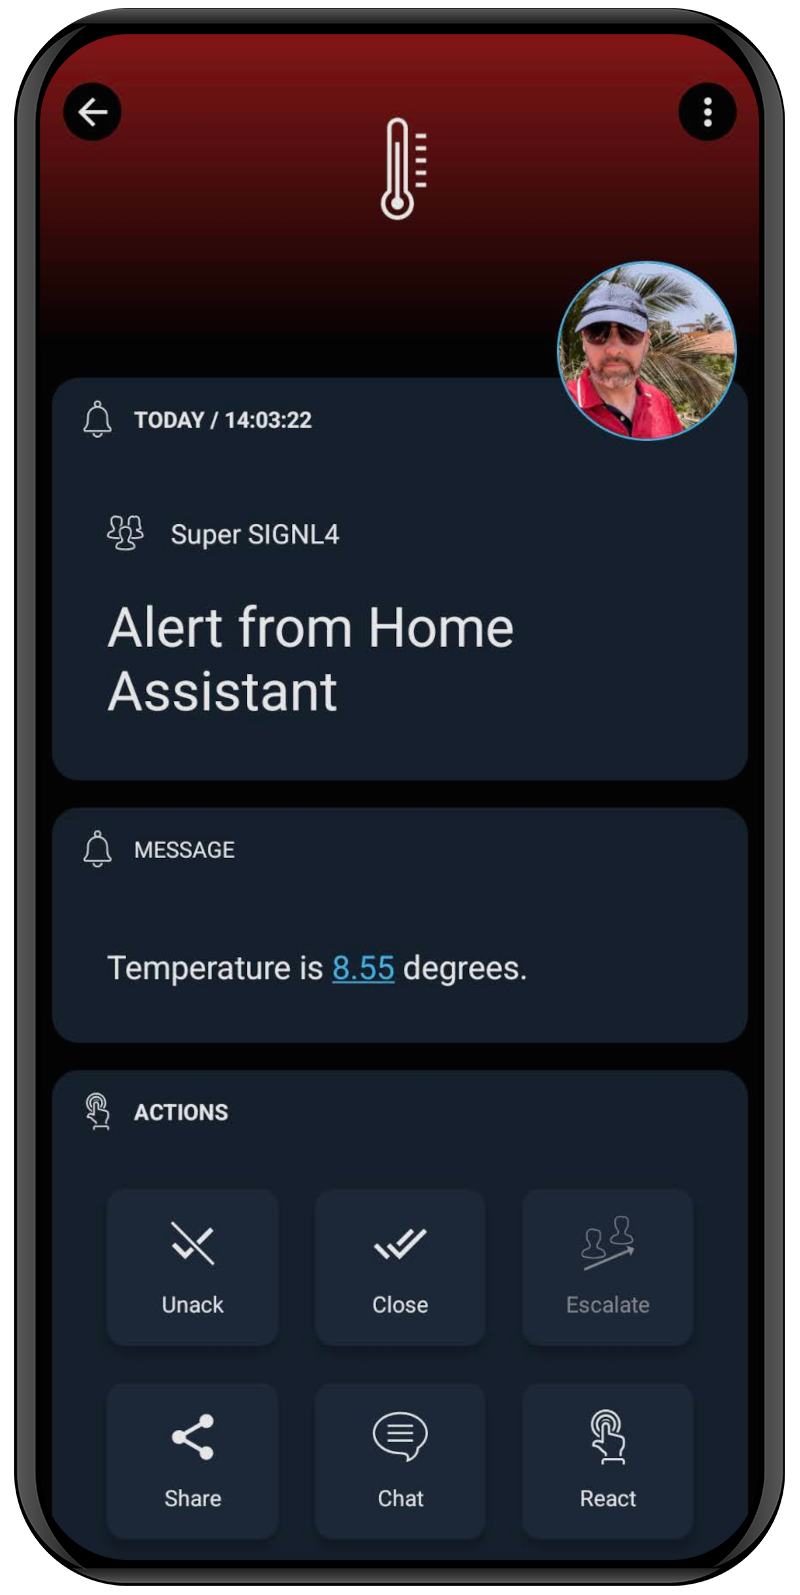 TODAY / 14:03:22
Super SIGNL4
Alert from Home
Assistant
MESSAGE
Temperature is 8.55 degrees.
ACTIONS
Unack Close Escalate
Share Chat React